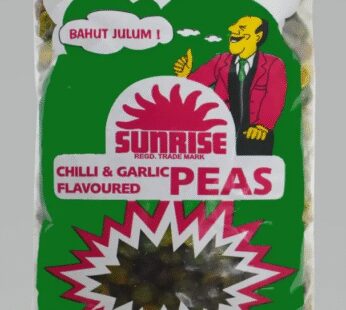 BAHUT JULUM !
SUNRISE
REGD. TRADE MARK
CHILLI & GARLIC
FLAVOURED PEAS